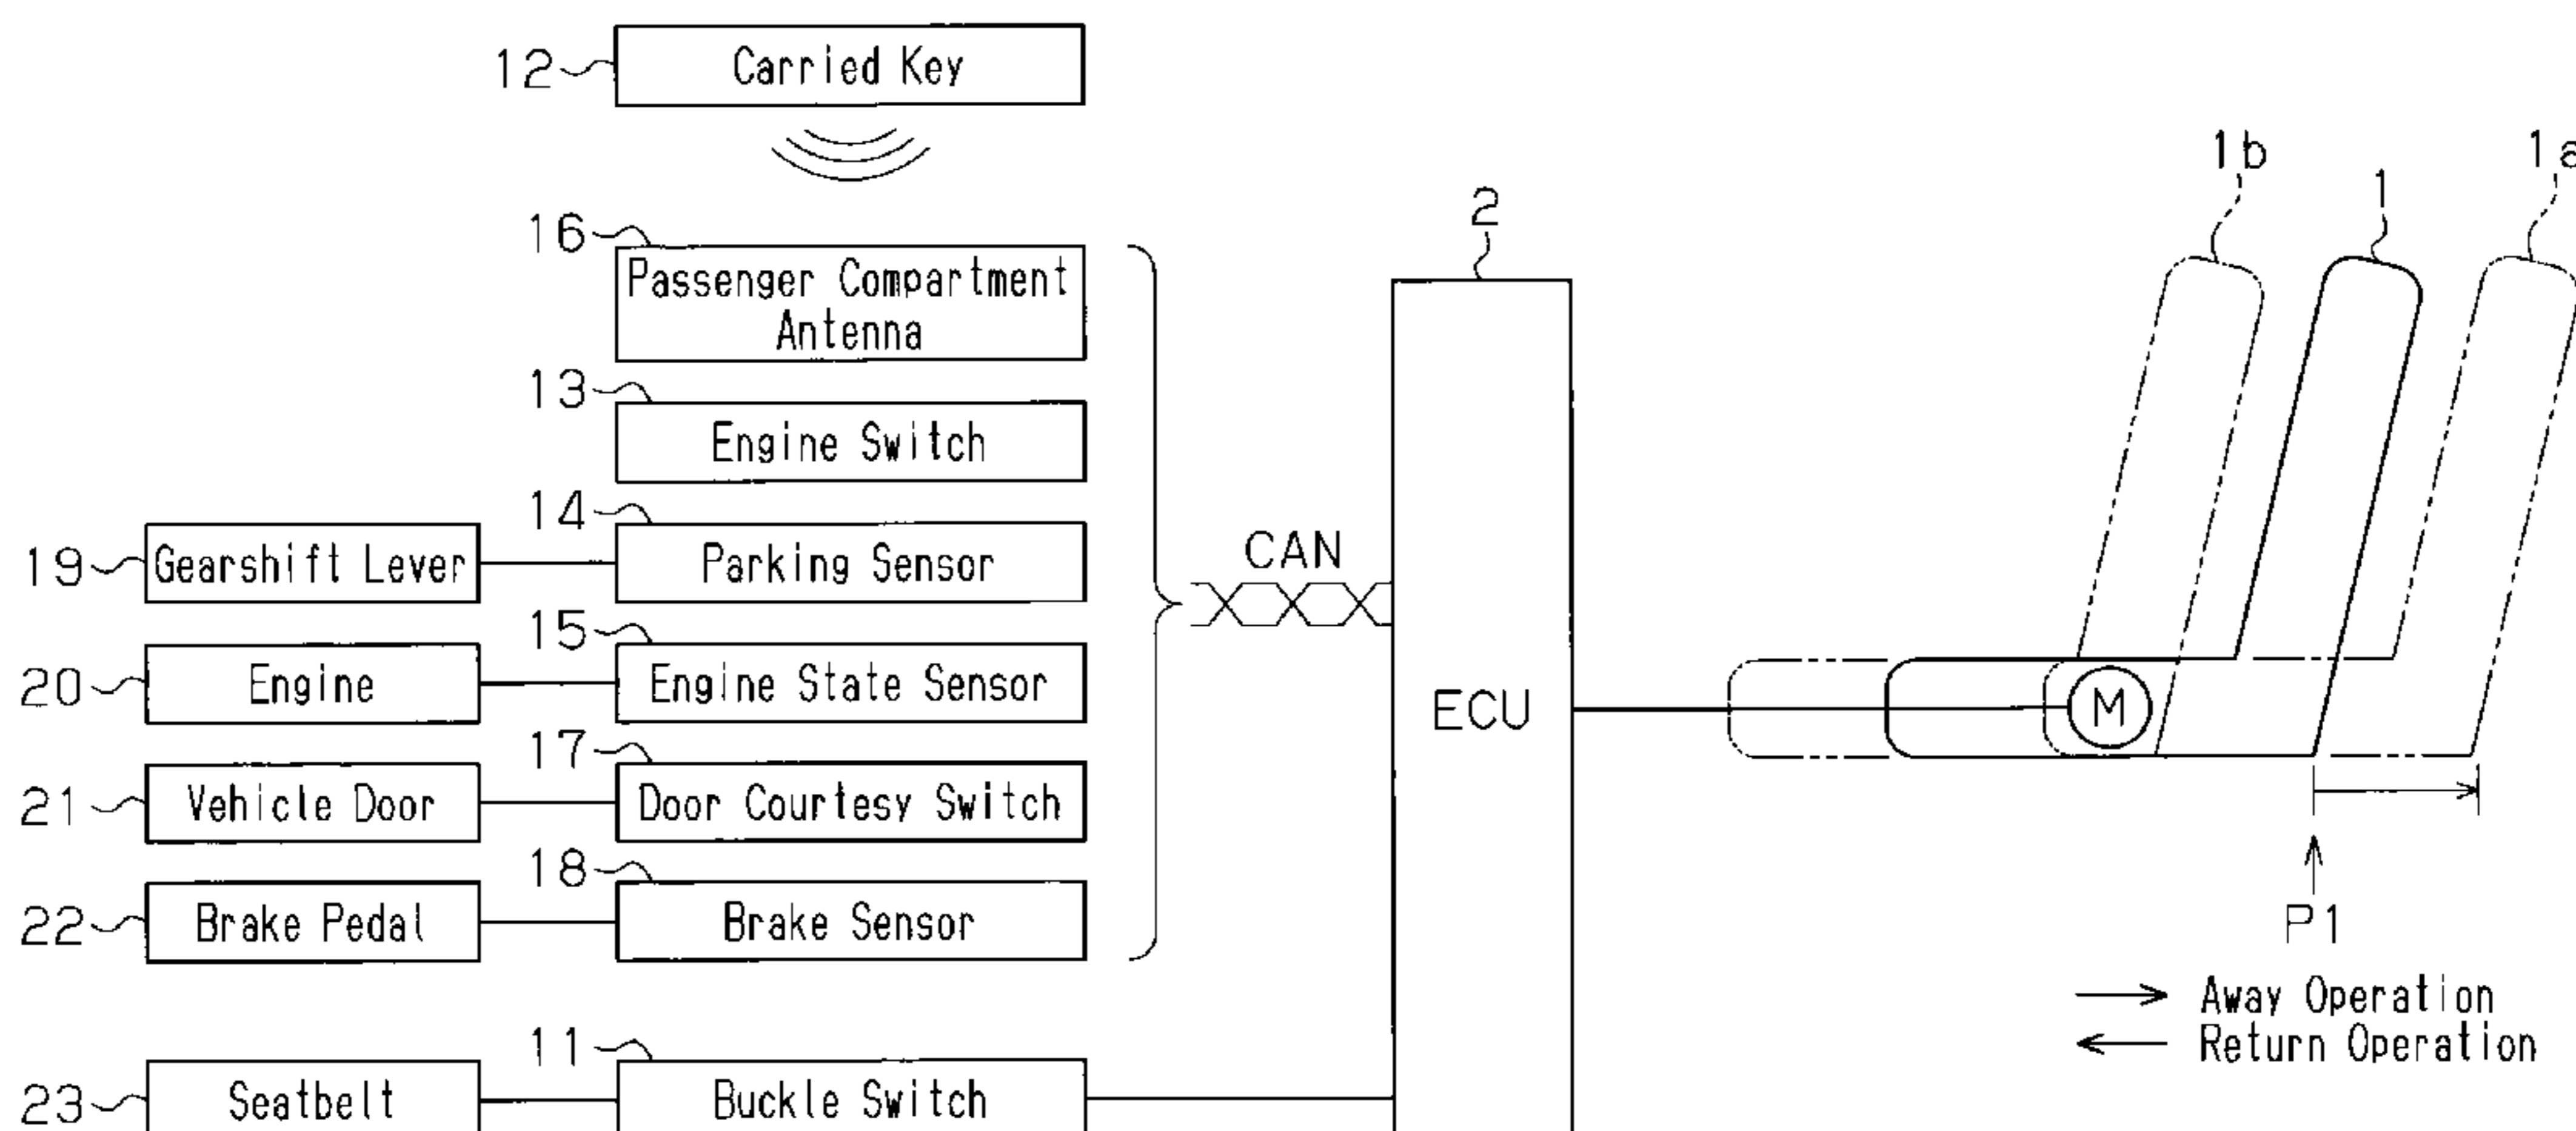 12 Carried Key
16
Passenger Compartment
Antenna
13
Engine Switch
14
19 Gearshift Lever Parking Sensor
15
20 Engine Engine State Sensor
17
21 Vehicle Door Door Courtesy Switch
18
22 Brake Pedal Brake Sensor
11
23 Seatbelt Buckle Switch
CAN
2
ECU
1b
1
1a
M
P1
Away Operation
Return Operation